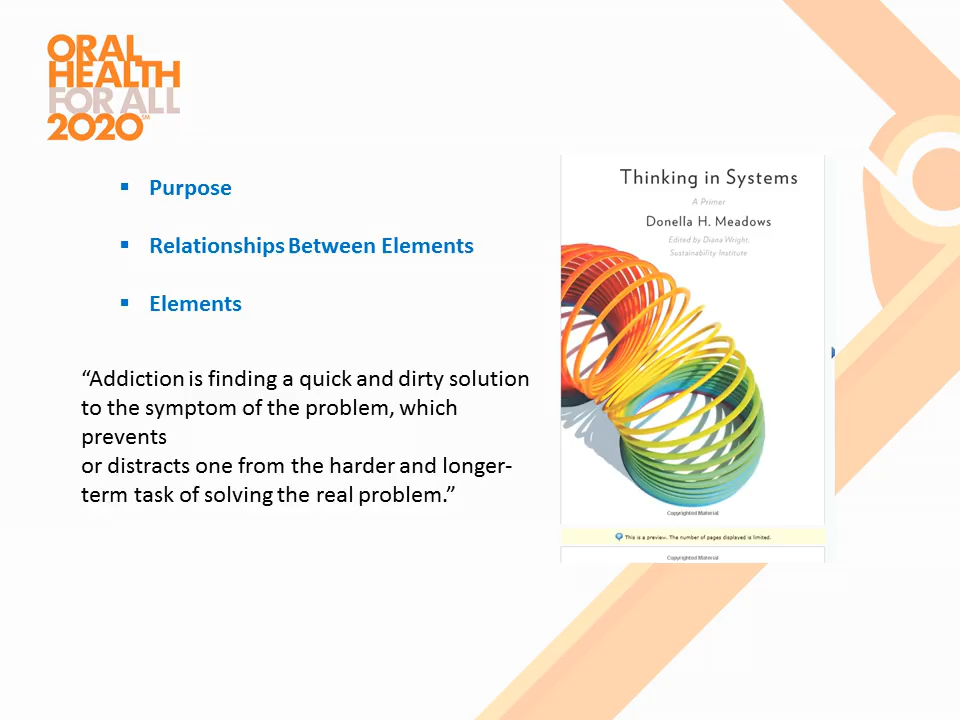 ORAL
HEALTH
FOR ALL
2020 SM
▪ Purpose
▪ Relationships Between Elements
▪ Elements
“Addiction is finding a quick and dirty solution
to the symptom of the problem, which
prevents
or distracts one from the harder and longer-
term task of solving the real problem.”
Thinking in Systems
A Primer
Donella H. Meadows
Edited by Diana Wright,
Sustainability Institute
Copyrighted Material
This is a preview. The number of pages displayed is limited.
Copyrighted Material